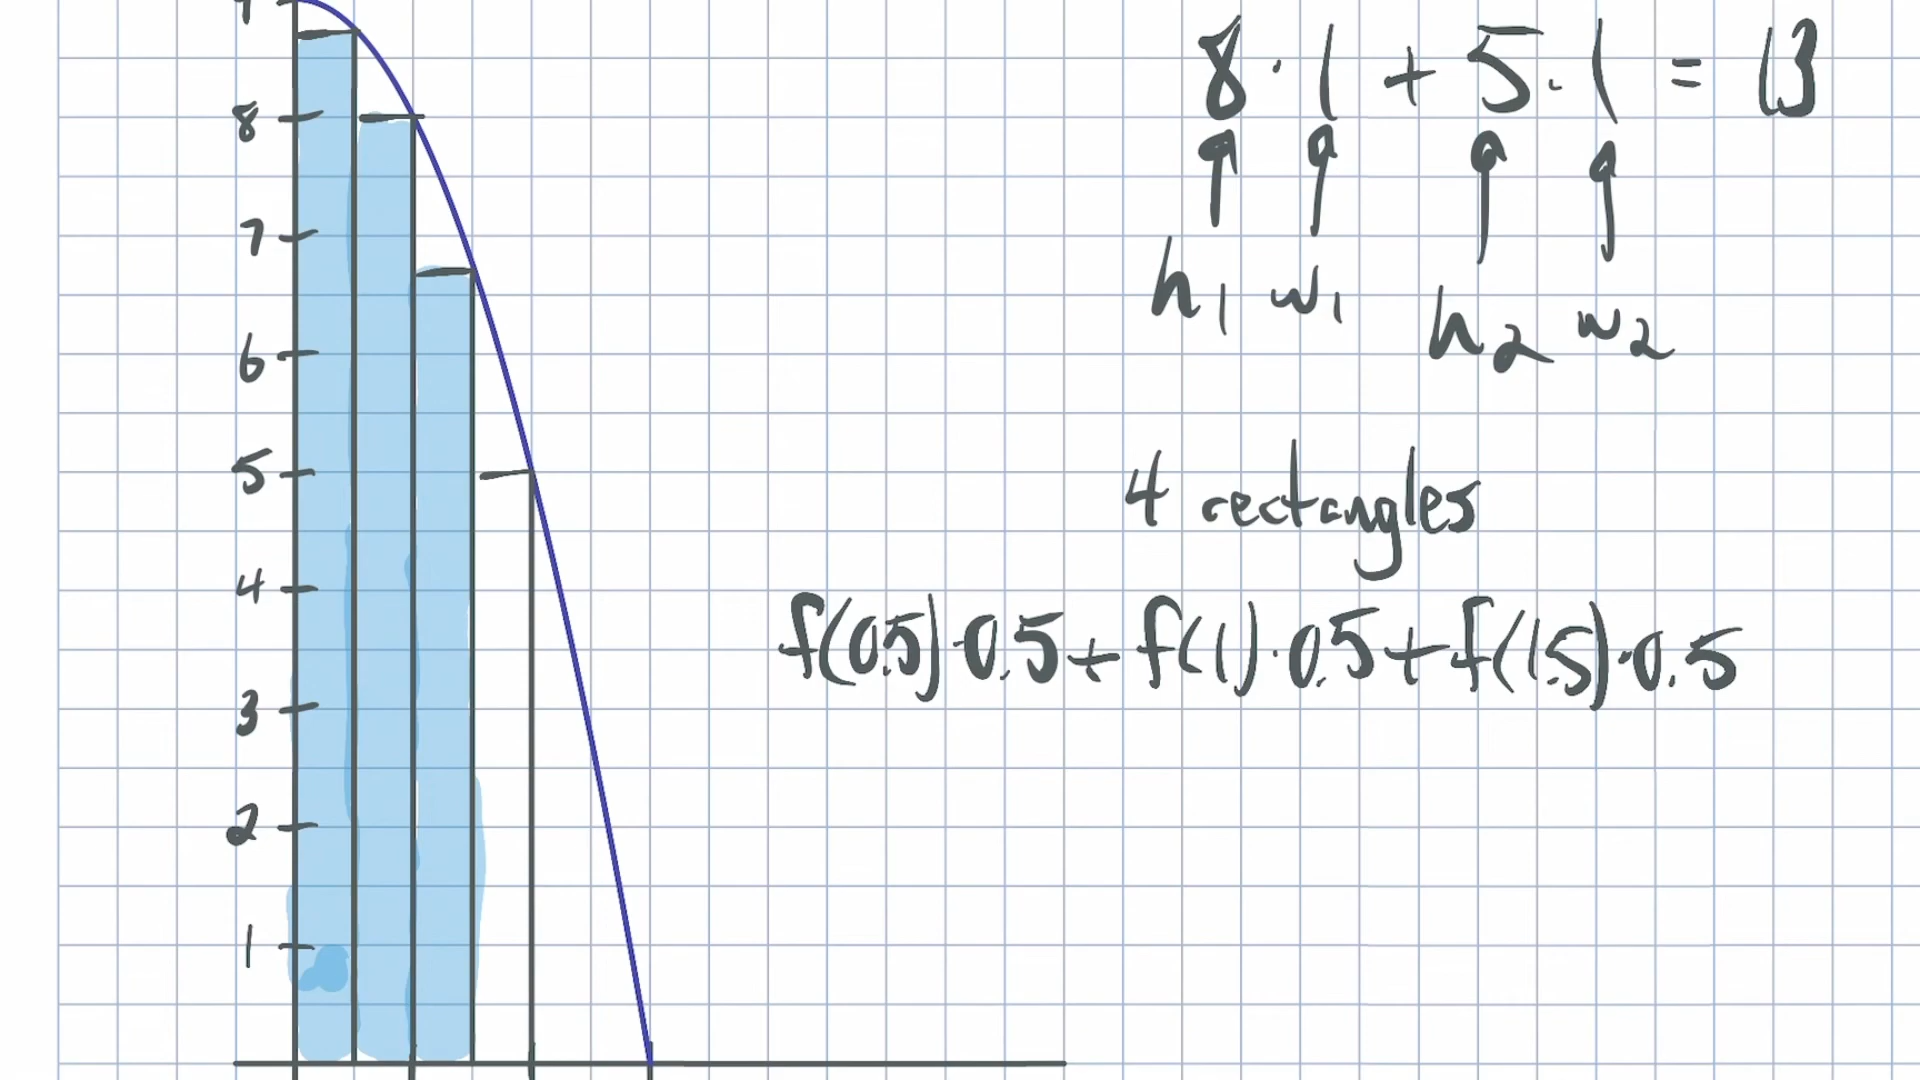 8 · 1 + 5 · 1 = 13
h1 w1 h2 w2
4 rectangles
f(0.5)·0.5+f(1)·0.5+f(1.5)·0.5
8
7
6
5
4
3
2
1